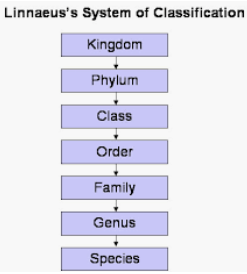 Linnaeus's System of Classification
Kingdom
Phylum
Class
Order
Family
Genus
Species